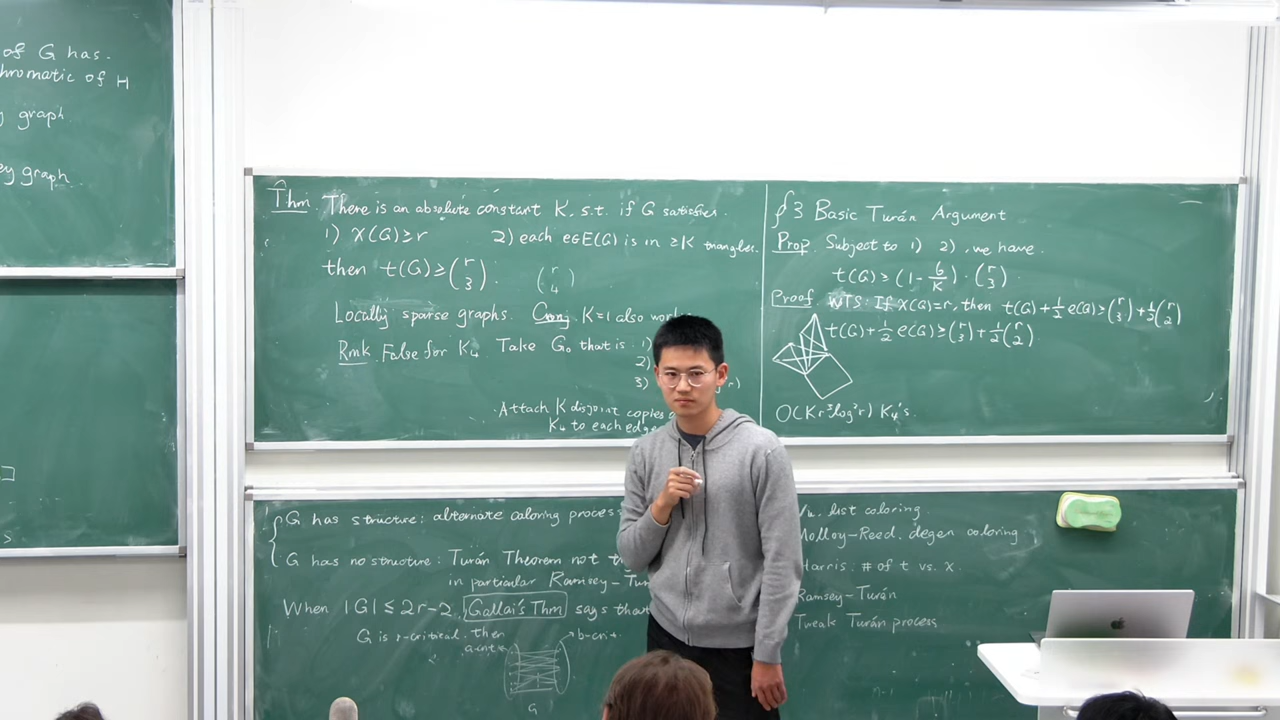 of G has.
hromatic of H
graph
ey graph
Thm. There is an absolute constant K, s.t. if G satisfies.
1) χ(G)≥r 2) each e∈E(G) is in ≥K triangles.
then t(G)≥(r 3). (r 4)
Locally sparse graphs. Conj. K=1 also
Rmk. False for K₄. Take G₀ that is: 1)
2)
3) r)
Attach K disjoint copies
K₄ to each edge
§3 Basic Turán Argument
Prop. Subject to 1) 2), we have.
t(G)≥(1-6/K)·(r 3).
Proof. WTS: If χ(G)=r, then t(G)+½e(G)≥(r 3)+½(r 2)
t(G)+½e(G)≥(r 3)+½(r 2).
O(Kr³log²r) K₄'s.
G has structure: alternate coloring process
G has no structure: Turán Theorem not
in particular Ramsey-Tur
When |G|≤2r-2, Gallai's Thm says that
G is r-critical, then
G
list coloring.
Molloy-Reed. degen coloring
Harris: # of t vs. χ.
Ramsey-Turán
Tweak Turán process